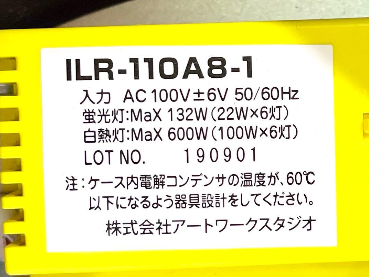 ILR-110A8-1
入力 AC100V±6V 50/60Hz
蛍光灯:MaX 132W(22W×6灯)
白熱灯:MaX 600W(100W×6灯)
LOT NO. 190901
注:ケース内電解コンデンサの温度が、60℃
以下になるよう器具設計をしてください。
株式会社アートワークスタジオ